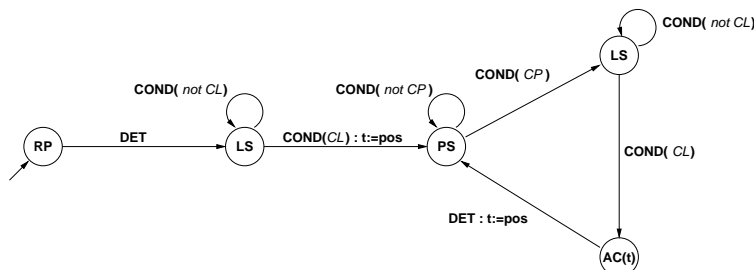 COND( not CL)
LS
COND( CP)
COND( not CL)
COND( not CP)
RP
DET
LS
COND(CL) : t:=pos
PS
COND( CL)
DET : t:=pos
AC(t)